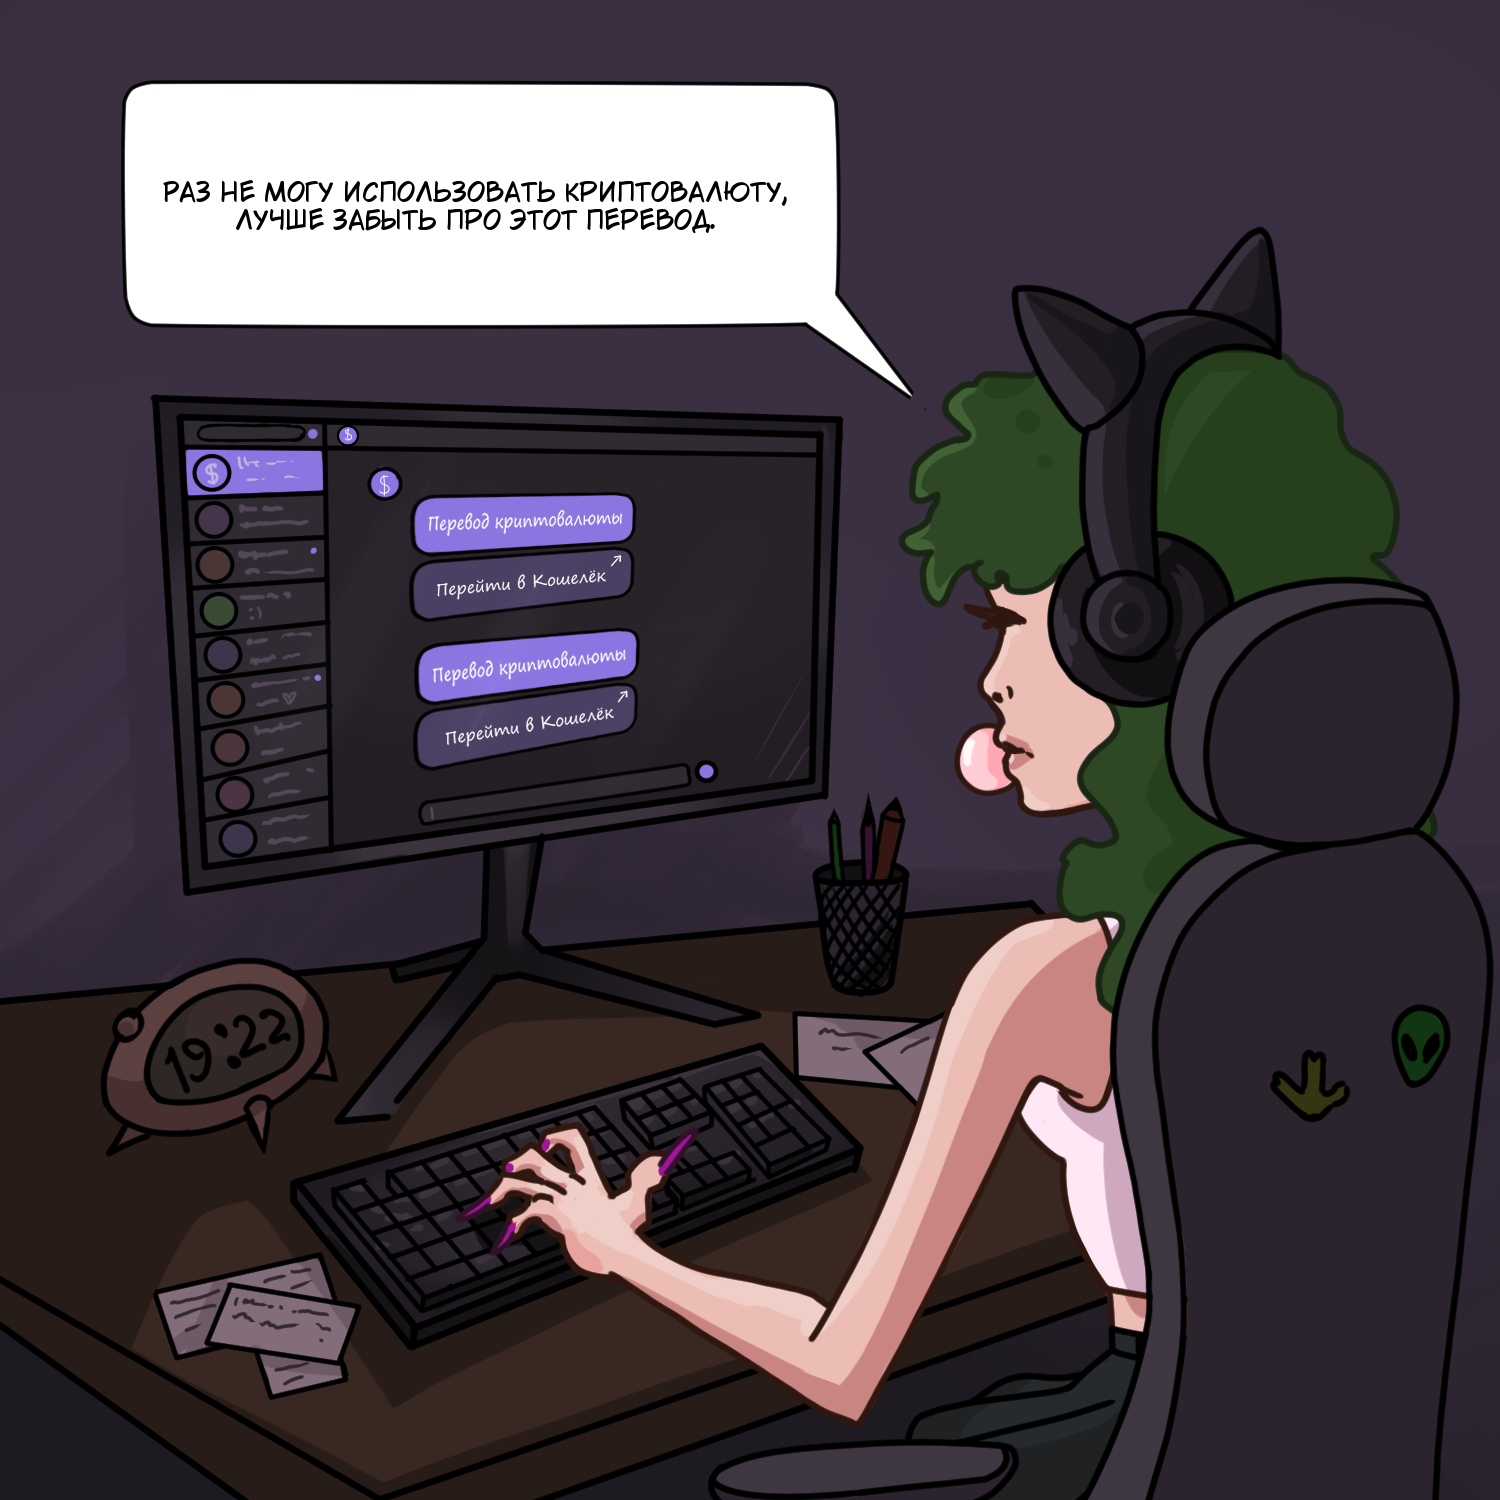 РАЗ НЕ МОГУ ИСПОЛЬЗОВАТЬ КРИПТОВАЛЮТУ,
ЛУЧШЕ ЗАБЫТЬ ПРО ЭТОТ ПЕРЕВОД.
$
$
$
Перевод криптовалюты
Перейти в Кошелёк
:)
Перевод криптовалюты
Перейти в Кошелёк
19:22